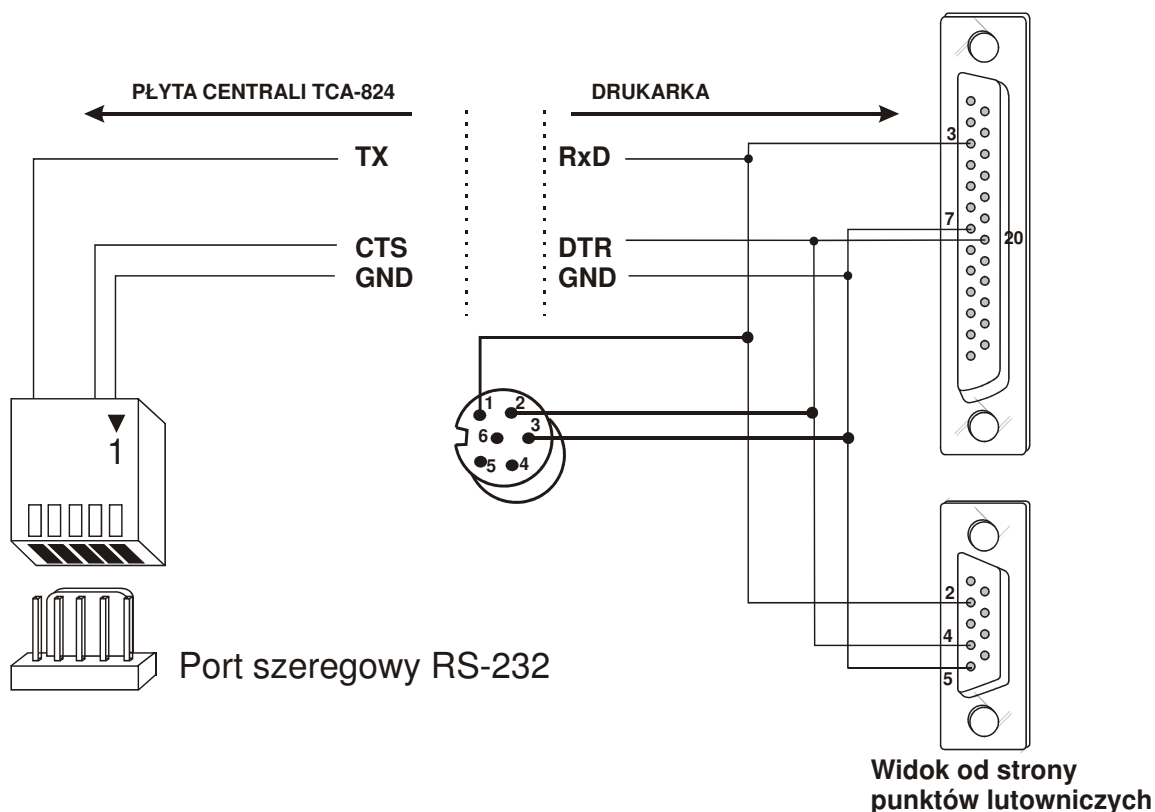 PŁYTA CENTRALI TCA-824
DRUKARKA
TX
RxD
CTS
DTR
GND
GND
3
7
20
1
1
2
3
6
5
4
2
4
5
Port szeregowy RS-232
Widok od strony
punktów lutowniczych